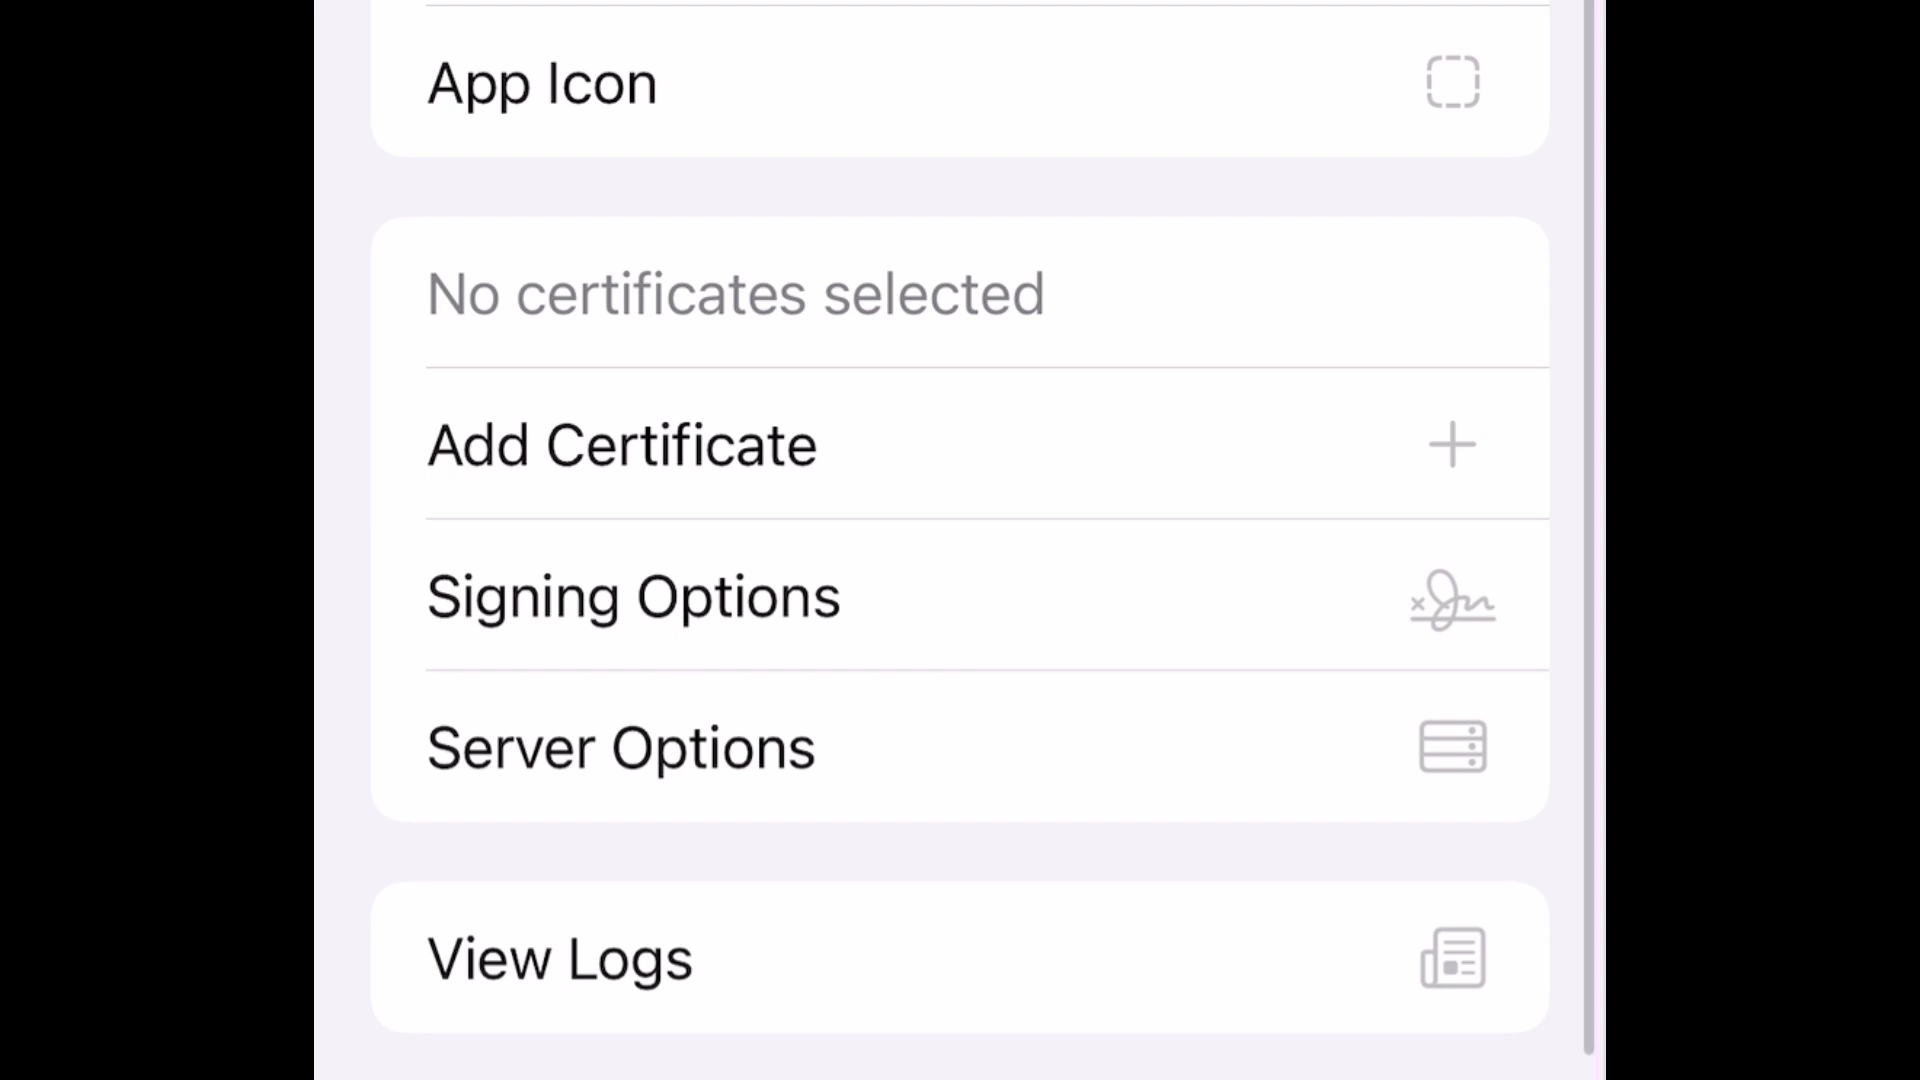 App Icon
No certificates selected
Add Certificate
Signing Options
Server Options
View Logs